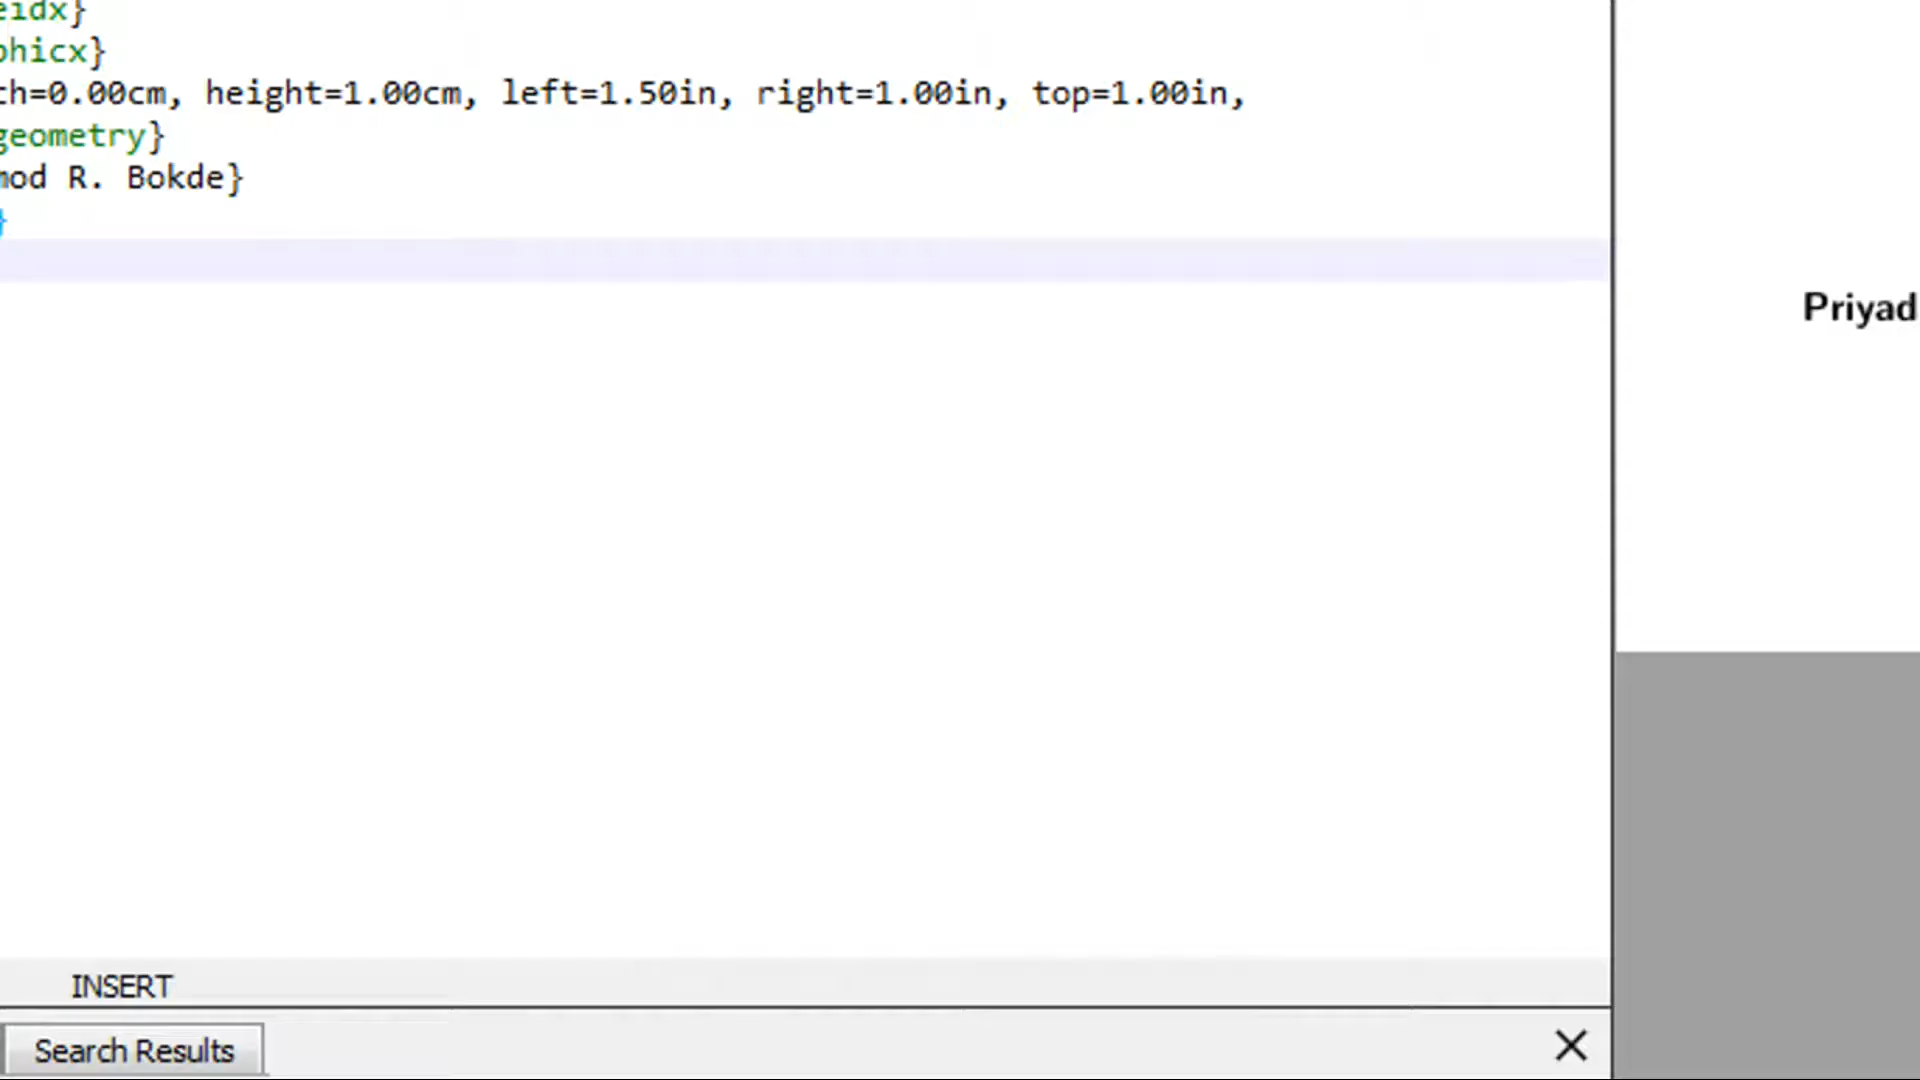 eidx}
phicx}
th=0.00cm, height=1.00cm, left=1.50in, right=1.00in, top=1.00in,
geometry}
mod R. Bokde}
}
Priyad
INSERT
Search Results